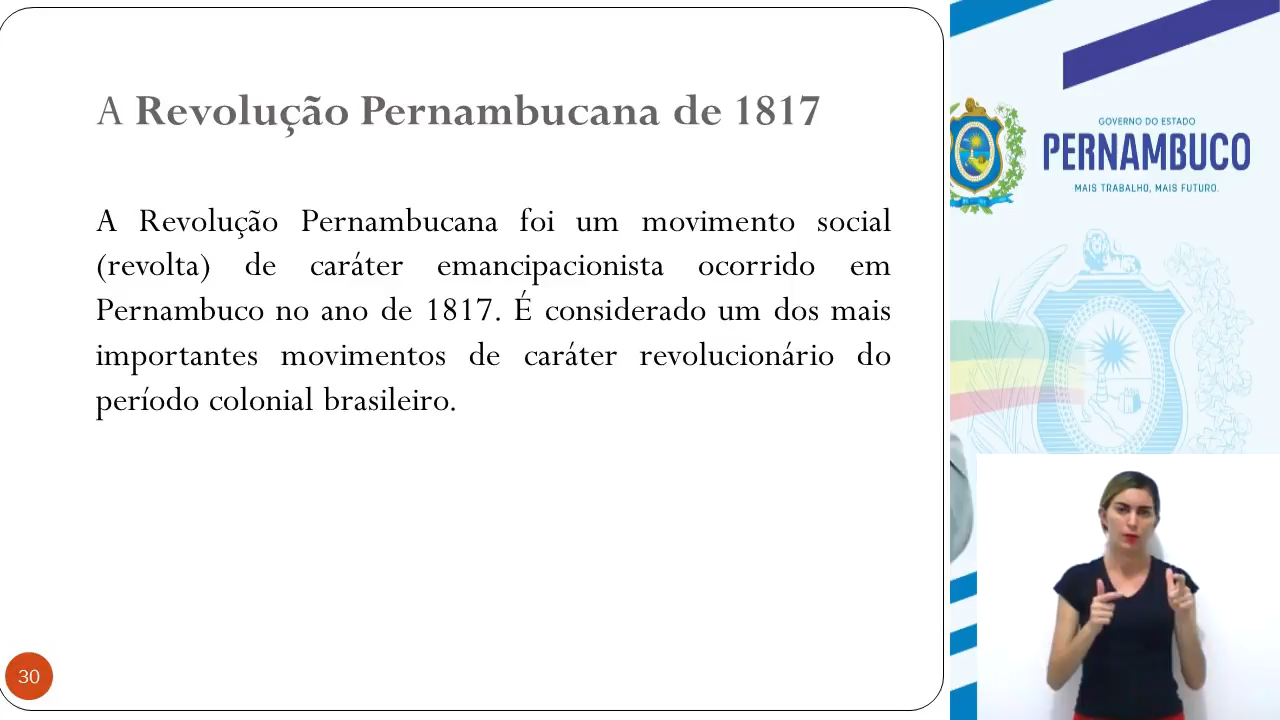 A Revolução Pernambucana de 1817
A Revolução Pernambucana foi um movimento social
(revolta) de caráter emancipacionista ocorrido em
Pernambuco no ano de 1817. É considerado um dos mais
importantes movimentos de caráter revolucionário do
período colonial brasileiro.
30
GOVERNO DO ESTADO
PERNAMBUCO
MAIS TRABALHO, MAIS FUTURO.